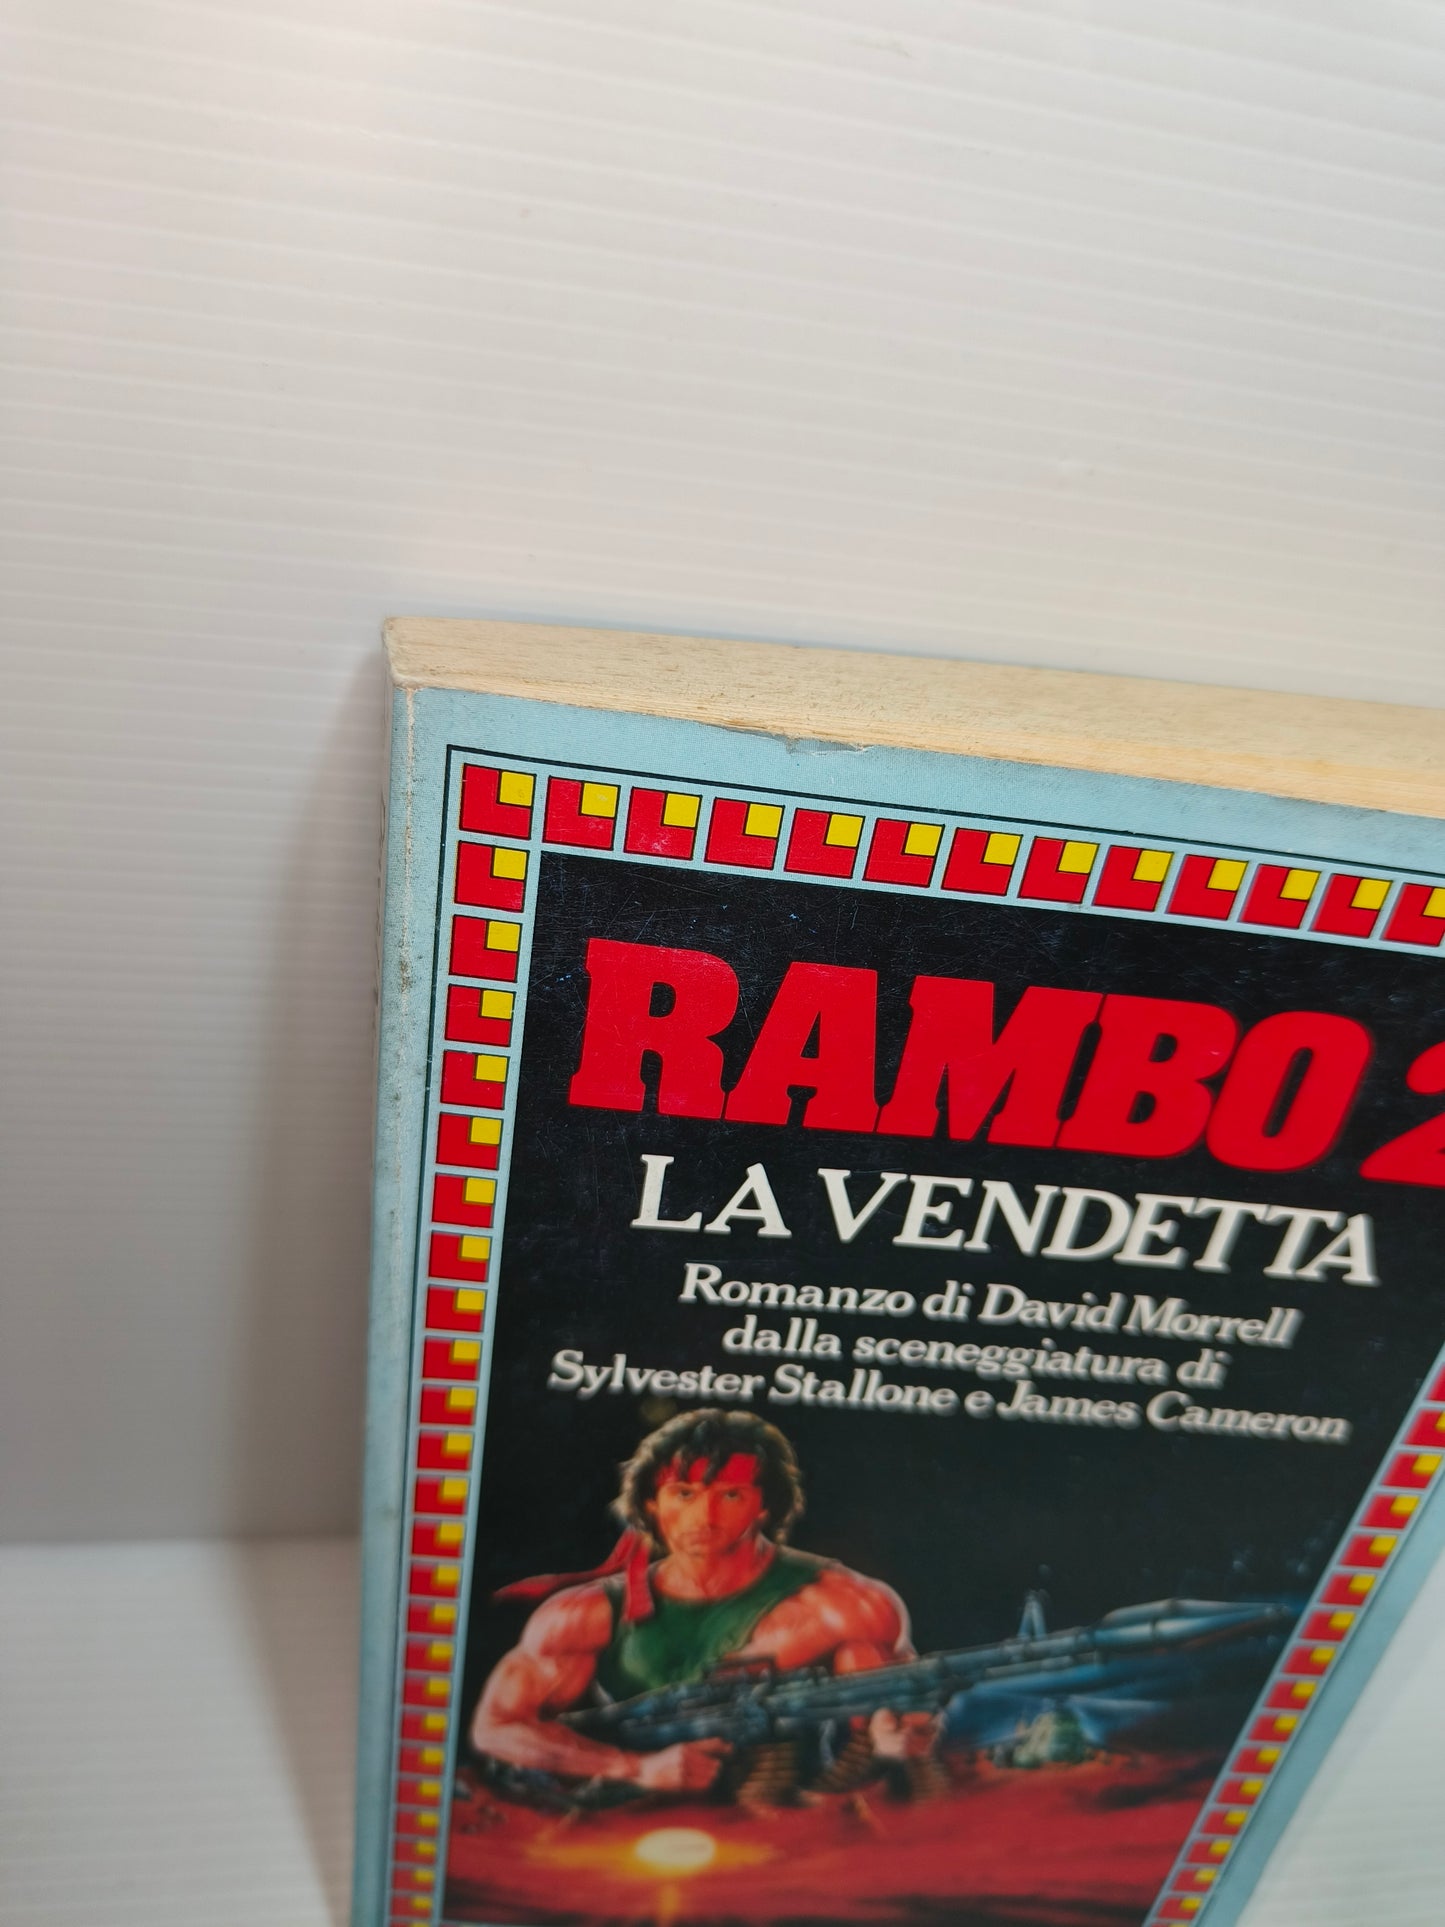 RAMBO 2
LA VENDETTA
Romanzo di David Morrell
dalla sceneggiatura di
Sylvester Stallone e James Cameron